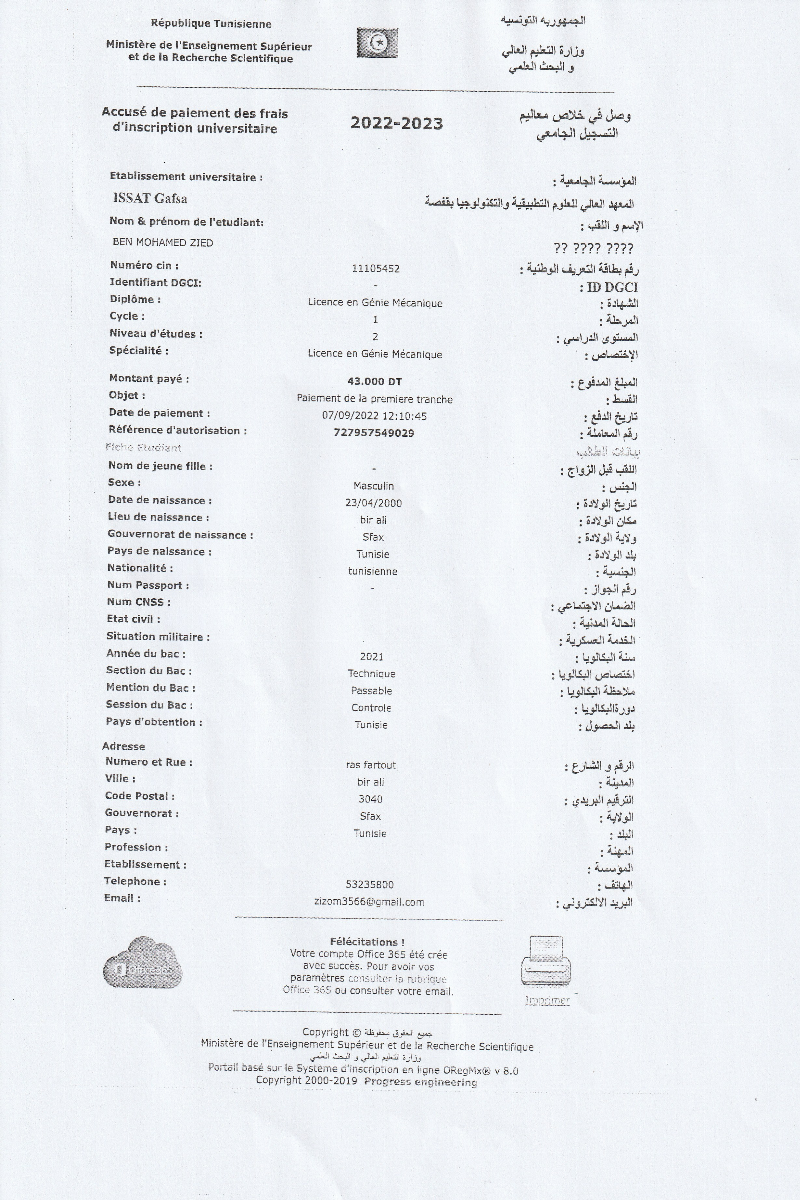 République Tunisienne
الجمهوريه التونسيه
Ministère de l'Enseignement Supérieur
et de la Recherche Scientifique
وزارة التعليم العالي
و البحث العلمي
Accusé de paiement des frais
d'inscription universitaire
2022-2023
وصل في خلاص معاليم
التسجيل الجامعي
Etablissement universitaire :
المؤسسة الجامعية :
ISSAT Gafsa
المعهد العالي للعلوم التطبيقية والتكنولوجيا بقفصة
Nom & prénom de l'etudiant:
الإسم و اللقب :
BEN MOHAMED ZIED
?? ???? ????
Numéro cin : 11105452 رقم بطاقة التعريف الوطنية :
Identifiant DGCI: - ID DGCI :
Diplôme : Licence en Génie Mécanique الشهادة :
Cycle : 1 المرحلة :
Niveau d'études : 2 المستوى الدراسي :
Spécialité : Licence en Génie Mécanique الإختصاص :
Montant payé : 43.000 DT المبلغ المدفوع :
Objet : Paiement de la premiere tranche القسط :
Date de paiement : 07/09/2022 12:10:45 تاريخ الدفع :
Référence d'autorisation : 727957549029 رقم المعاملة :
Fiche Etudiant بيانات الطالب
Nom de jeune fille : - اللقب قبل الزواج :
Sexe : Masculin الجنس :
Date de naissance : 23/04/2000 تاريخ الولادة :
Lieu de naissance : bir ali مكان الولادة :
Gouvernorat de naissance : Sfax ولاية الولادة :
Pays de naissance : Tunisie بلد الولادة :
Nationalité : tunisienne الجنسية :
Num Passport : - رقم الجواز :
Num CNSS : الضمان الاجتماعي :
Etat civil : الحالة المدنية :
Situation militaire : الخدمة العسكرية :
Année du bac : 2021 سنة البكالويا :
Section du Bac : Technique اختصاص البكالويا :
Mention du Bac : Passable ملاحظة البكالويا :
Session du Bac : Controle دورةالبكالويا :
Pays d'obtention : Tunisie بلد الحصول :
Adresse
Numero et Rue : ras fartout الرقم و الشارع :
Ville : bir ali المدينة :
Code Postal : 3040 الترقيم البريدي :
Gouvernorat : Sfax الولاية :
Pays : Tunisie البلد :
Profession : المهنة :
Etablissement : المؤسسة :
Telephone : 53235800 الهاتف :
Email : zizom3566@gmail.com البريد الالكتروني :
Félécitations !
Votre compte Office 365 été crée
avec succès. Pour avoir vos
paramètres consulter la rubrique
Office 365 ou consulter votre email.
Office 365
Imprimer
Copyright © جميع الحقوق محفوظة
Ministère de l'Enseignement Supérieur et de la Recherche Scientifique
وزارة التعليم العالي و البحث العلمي
Portail basé sur le Système d'inscription en ligne ORegMx® v 8.0
Copyright 2000-2019 Progress engineering